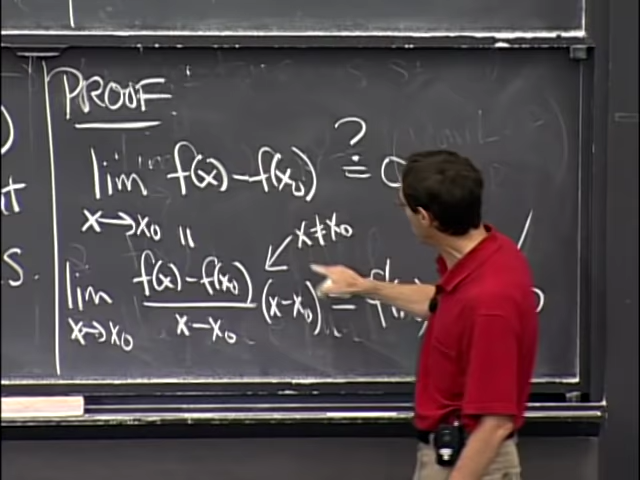 PROOF
lim f(x)-f(x₀) ≟ 0
x→x₀ "
x≠x₀
lim f(x)-f(x₀) / x-x₀ (x-x₀) =
x→x₀
t
s.